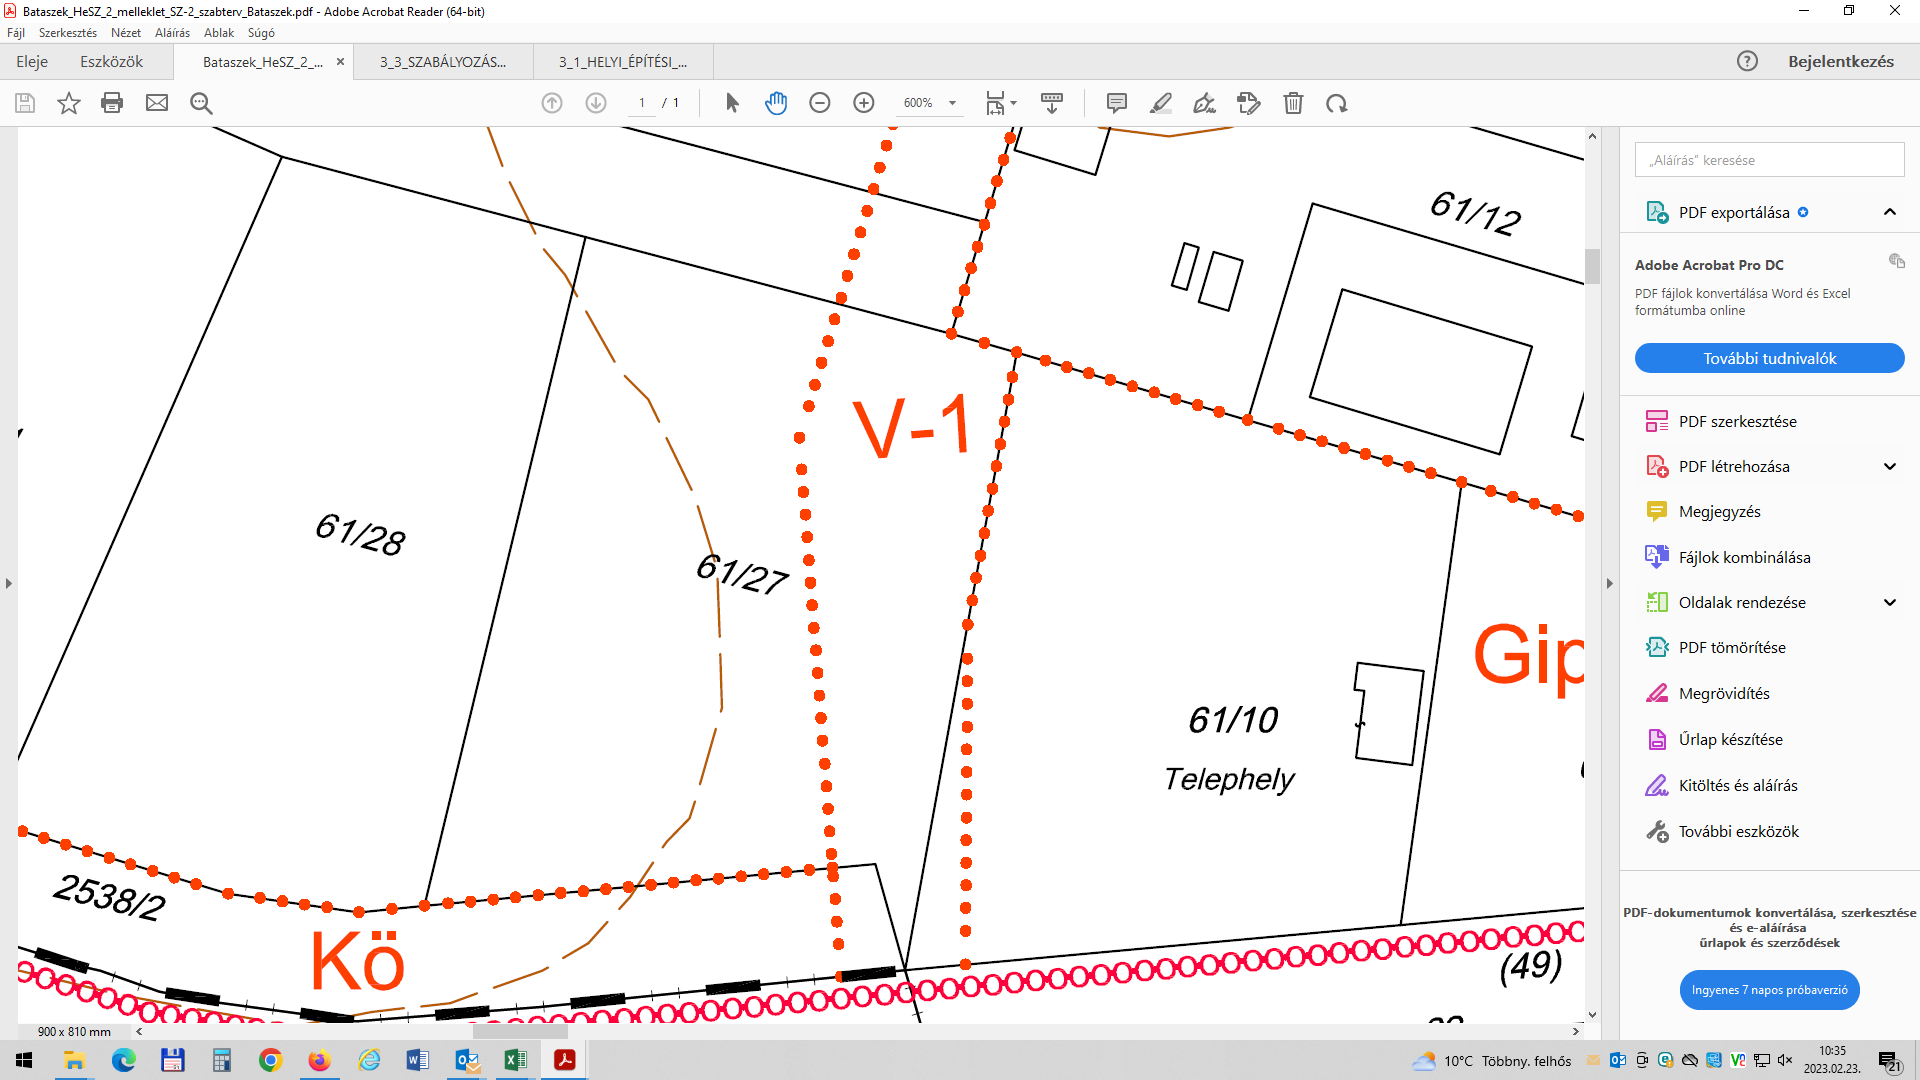 Bataszek_HeSZ_2_melleklet_SZ-2_szabterv_Bataszek.pdf - Adobe Acrobat Reader (64-bit)
Fájl Szerkesztés Nézet Aláírás Ablak Súgó
Eleje Eszközök Bataszek_HeSZ_2_... × 3_3_SZABÁLYOZÁS... 3_1_HELYI_ÉPÍTÉSI_... Bejelentkezés
1 / 1 600%
61/12
V-1
61/28
61/27
61/10
Telephely
Gip
2538/2
Kö
(49)
900 x 810 mm
„Aláírás” keresése
PDF exportálása
Adobe Acrobat Pro DC
PDF fájlok konvertálása Word és Excel
formátumba online
További tudnivalók
PDF szerkesztése
PDF létrehozása
Megjegyzés
Fájlok kombinálása
Oldalak rendezése
PDF tömörítése
Megrövidítés
Űrlap készítése
Kitöltés és aláírás
További eszközök
PDF-dokumentumok konvertálása, szerkesztése
és e-aláírása
űrlapok és szerződések
Ingyenes 7 napos próbaverzió
10°C Többny. felhős
10:35
2023.02.23.
21